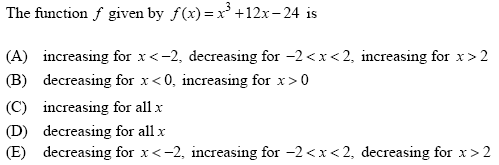 The function f given by f(x) = x³ + 12x − 24 is
(A) increasing for x < −2, decreasing for −2 < x < 2, increasing for x > 2
(B) decreasing for x < 0, increasing for x > 0
(C) increasing for all x
(D) decreasing for all x
(E) decreasing for x < −2, increasing for −2 < x < 2, decreasing for x > 2